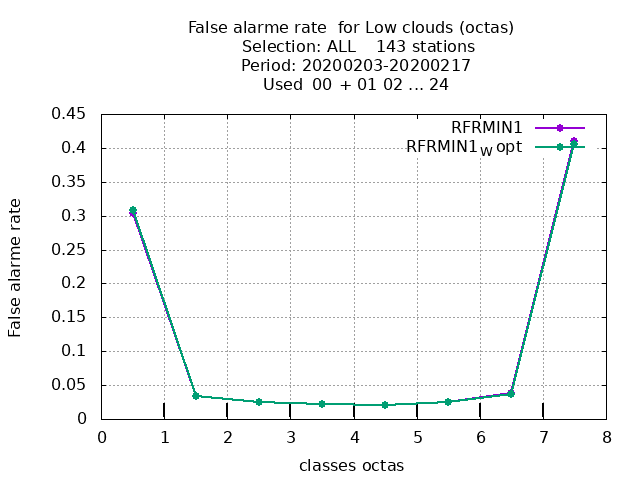 False alarme rate  for Low clouds (octas)
Selection: ALL    143 stations
Period: 20200203-20200217
Used  00 + 01 02 ... 24
RFRMIN1
RFRMIN1W opt
False alarme rate
0.45
0.4
0.35
0.3
0.25
0.2
0.15
0.1
0.05
0
0 1 2 3 4 5 6 7 8
classes octas